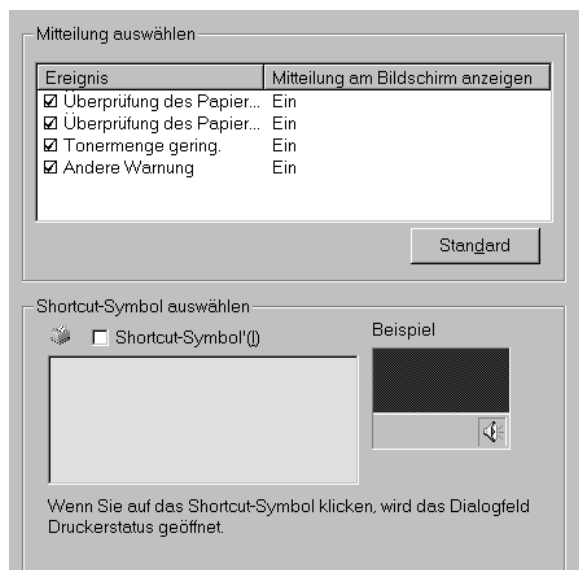 Mitteilung auswählen
Ereignis Mitteilung am Bildschirm anzeigen
Überprüfung des Papier... Ein
Überprüfung des Papier... Ein
Tonermenge gering. Ein
Andere Warnung Ein
Standard
Shortcut-Symbol auswählen
Shortcut-Symbol'(I)
Beispiel
Wenn Sie auf das Shortcut-Symbol klicken, wird das Dialogfeld
Druckerstatus geöffnet.